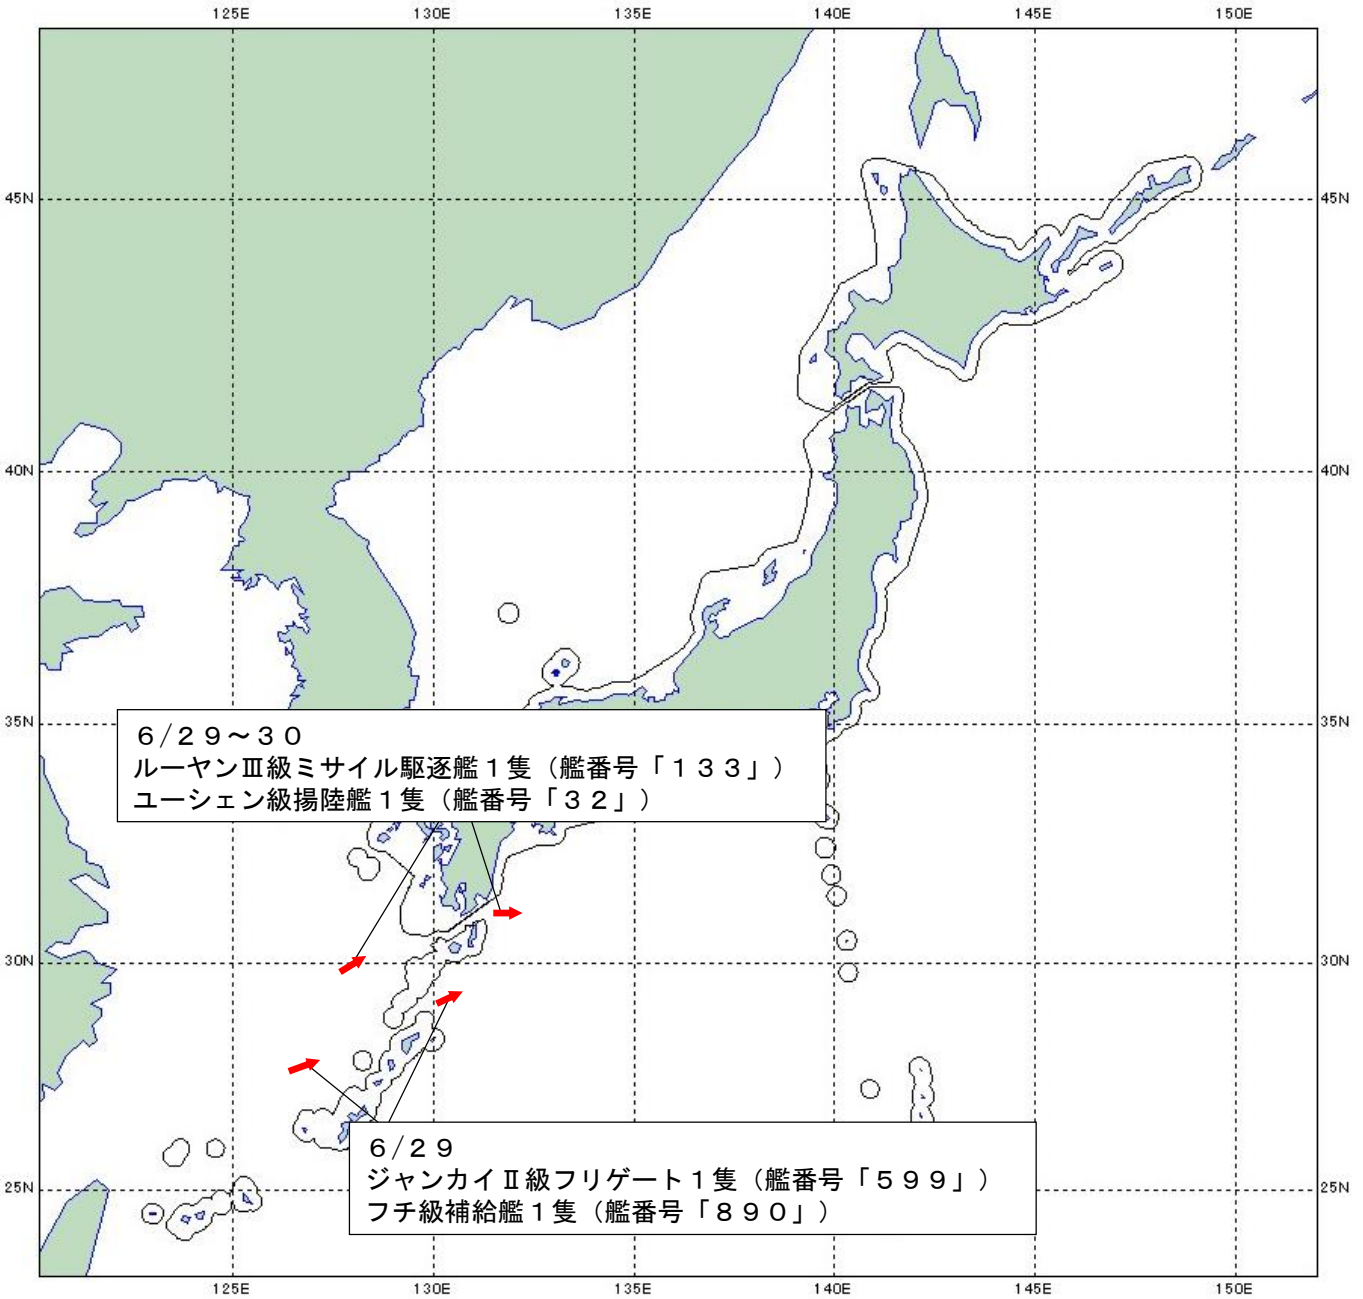 125E 130E 135E 140E 145E 150E
45N 45N
40N 40N
35N 35N
6/29～30
ルーヤンⅢ級ミサイル駆逐艦1隻（艦番号「133」）
ユーシェン級揚陸艦1隻（艦番号「32」）
30N 30N
6/29
ジャンカイⅡ級フリゲート1隻（艦番号「599」）
フチ級補給艦1隻（艦番号「890」）
25N 25N
125E 130E 135E 140E 145E 150E